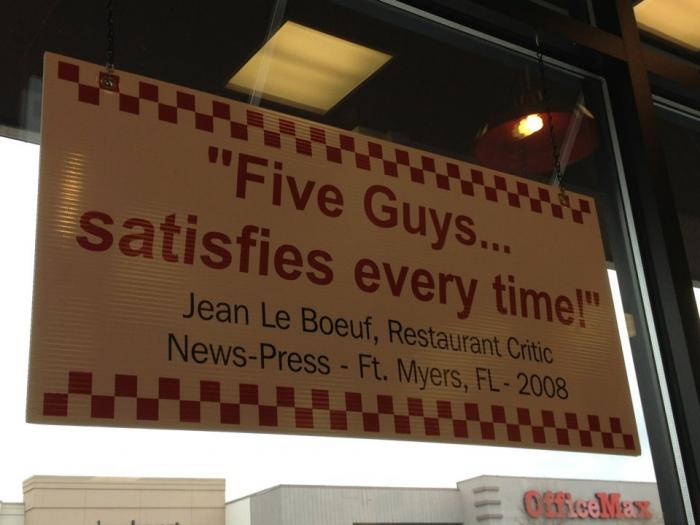 "Five Guys...
satisfies every time!"
Jean Le Boeuf, Restaurant Critic
News-Press - Ft. Myers, FL - 2008
OfficeMax